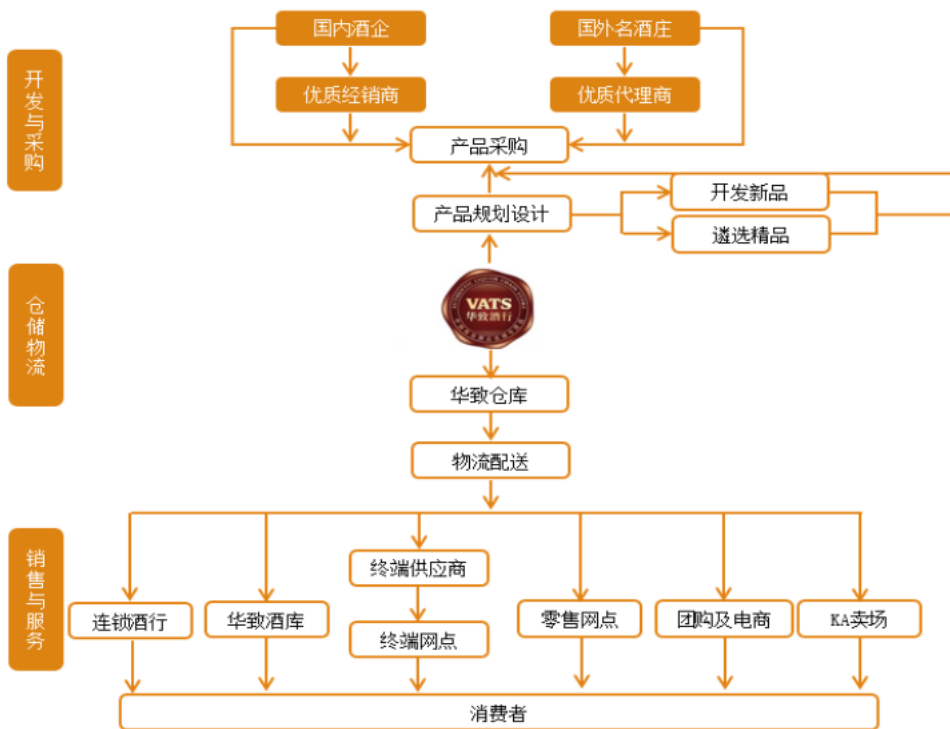 国内酒企
国外名酒庄
开发与采购
优质经销商
优质代理商
产品采购
开发新品
产品规划设计
遴选精品
仓储物流
VATS
华致酒行
华致仓库
物流配送
销售与服务
终端供应商
连锁酒行
华致酒库
终端网点
零售网点
团购及电商
KA卖场
消费者